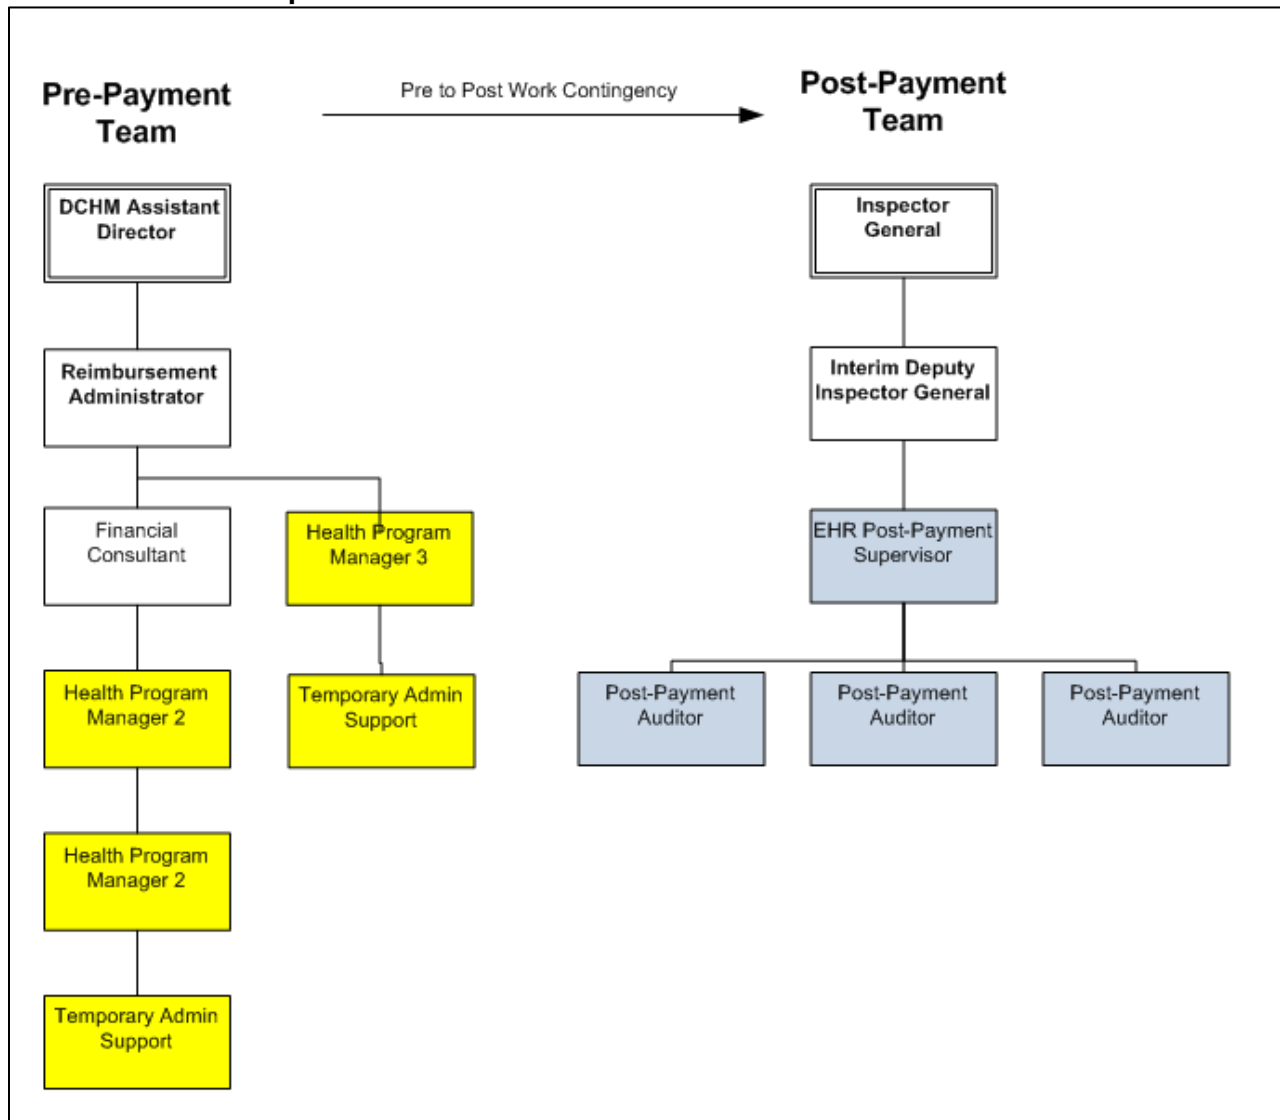 Pre-Payment
Team
Pre to Post Work Contingency
Post-Payment
Team
DCHM Assistant
Director
Inspector
General
Reimbursement
Administrator
Interim Deputy
Inspector General
Financial
Consultant
Health Program
Manager 3
EHR Post-Payment
Supervisor
Health Program
Manager 2
Temporary Admin
Support
Post-Payment
Auditor
Post-Payment
Auditor
Post-Payment
Auditor
Health Program
Manager 2
Temporary Admin
Support